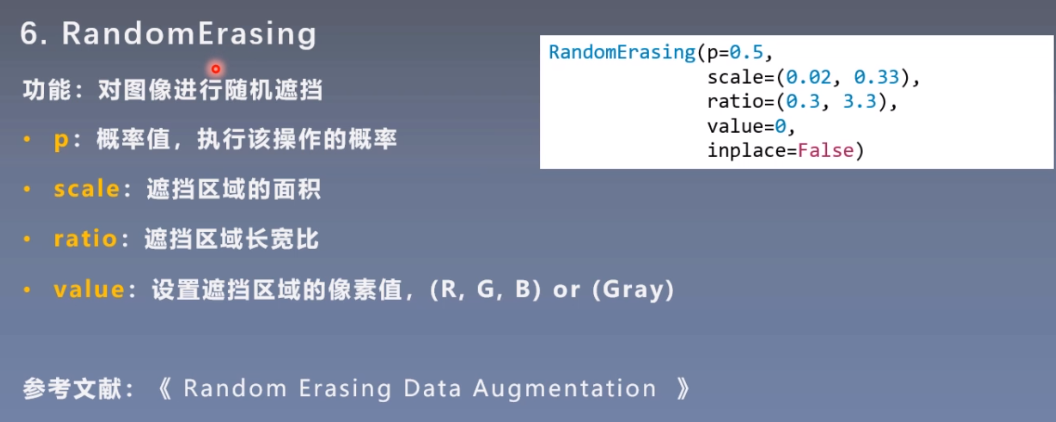 6. RandomErasing
功能：对图像进行随机遮挡
• p：概率值，执行该操作的概率
• scale：遮挡区域的面积
• ratio：遮挡区域长宽比
• value：设置遮挡区域的像素值，(R, G, B) or (Gray)
参考文献：《 Random Erasing Data Augmentation 》
RandomErasing(p=0.5,
scale=(0.02, 0.33),
ratio=(0.3, 3.3),
value=0,
inplace=False)